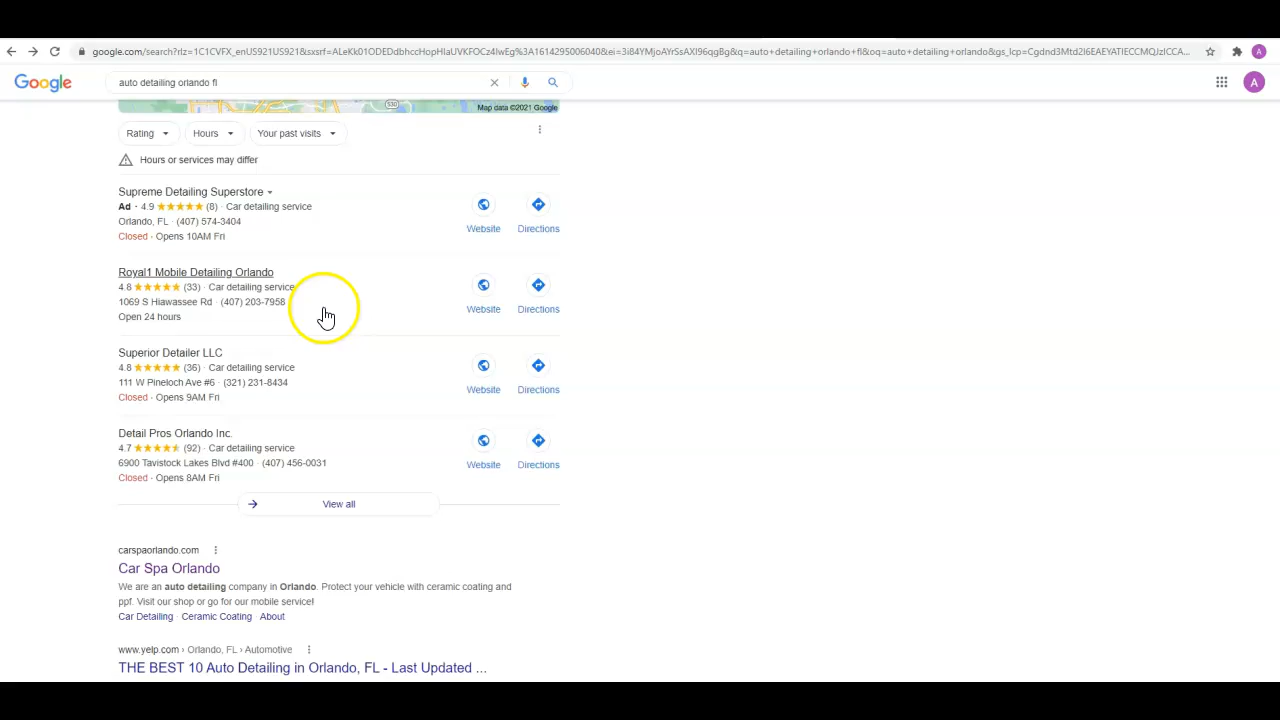 google.com/search?rlz=1C1CVFX_enUS921US921&sxsrf=ALeKk01ODEDdbhccHopHlaUVKFOCz4lwEg%3A1614295006040&ei=3i84YMjoAYrSsAXl96qgBg&q=auto+detailing+orlando+fl&oq=auto+detailing+orlando&gs_lcp=Cgdnd3Mtd2l6EAEYATIECCMQJzICCA...
A
Google
auto detailing orlando fl
A
530
Map data ©2021 Google
Rating
Hours
Your past visits
Hours or services may differ
Supreme Detailing Superstore
Ad · 4.9 (8) · Car detailing service
Orlando, FL · (407) 574-3404
Closed · Opens 10AM Fri
Website
Directions
Royal1 Mobile Detailing Orlando
4.8 (33) · Car detailing service
1069 S Hiawassee Rd · (407) 203-7958
Open 24 hours
Website
Directions
Superior Detailer LLC
4.8 (36) · Car detailing service
111 W Pineloch Ave #6 · (321) 231-8434
Closed · Opens 9AM Fri
Website
Directions
Detail Pros Orlando Inc.
4.7 (92) · Car detailing service
6900 Tavistock Lakes Blvd #400 · (407) 456-0031
Closed · Opens 8AM Fri
Website
Directions
View all
carspaorlando.com
Car Spa Orlando
We are an auto detailing company in Orlando. Protect your vehicle with ceramic coating and
ppf. Visit our shop or go for our mobile service!
Car Detailing · Ceramic Coating · About
www.yelp.com › Orlando, FL › Automotive
THE BEST 10 Auto Detailing in Orlando, FL - Last Updated ...